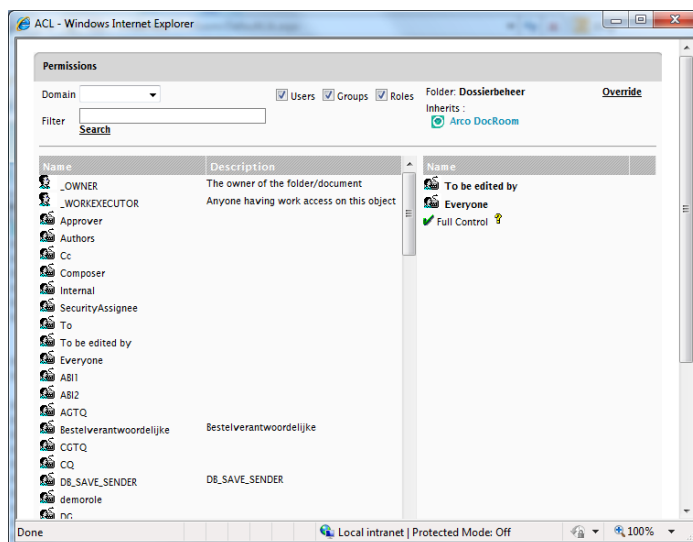 ACL - Windows Internet Explorer
Permissions
Domain
Users Groups Roles
Folder: Dossierbeheer
Override
Inherits :
Arco DocRoom
Filter
Search
Name Description
_OWNER The owner of the folder/document
_WORKEXECUTOR Anyone having work access on this object
Approver
Authors
Cc
Composer
Internal
SecurityAssignee
To
To be edited by
Everyone
ABI1
ABI2
AGTQ
Bestelverantwoordelijke Bestelverantwoordelijke
CGTQ
CQ
DB_SAVE_SENDER DB_SAVE_SENDER
demorole
DG
Name
To be edited by
Everyone
Full Control
Done
Local intranet | Protected Mode: Off
100%